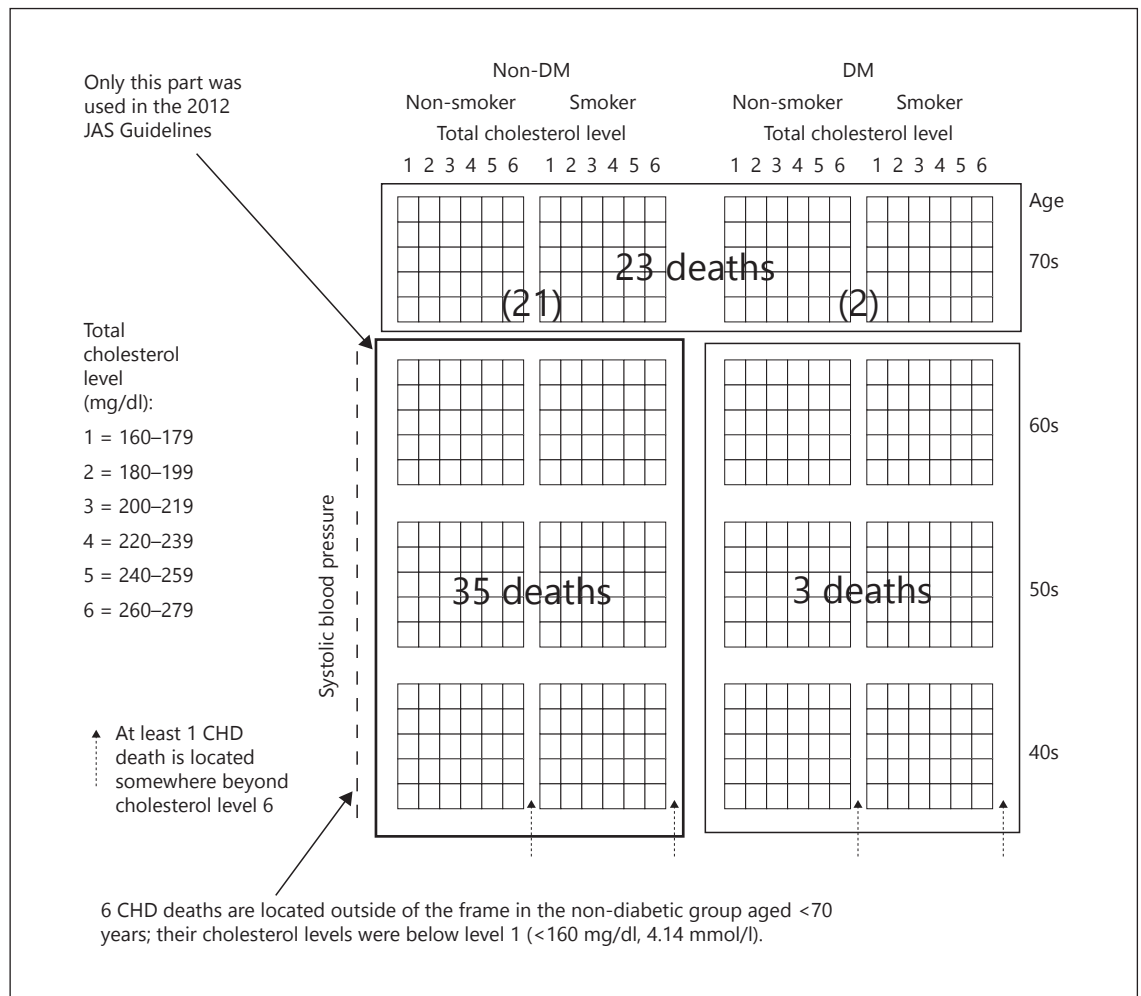 Only this part was
used in the 2012
JAS Guidelines
Non-DM
DM
Non-smoker
Smoker
Non-smoker
Smoker
Total cholesterol level
Total cholesterol level
1 2 3 4 5 6
1 2 3 4 5 6
1 2 3 4 5 6
1 2 3 4 5 6
Age
70s
23 deaths
(21)
(2)
Total
cholesterol
level
(mg/dl):
1 = 160–179
2 = 180–199
3 = 200–219
4 = 220–239
5 = 240–259
6 = 260–279
Systolic blood pressure
60s
35 deaths
3 deaths
50s
40s
At least 1 CHD
death is located
somewhere beyond
cholesterol level 6
6 CHD deaths are located outside of the frame in the non-diabetic group aged <70
years; their cholesterol levels were below level 1 (<160 mg/dl, 4.14 mmol/l).